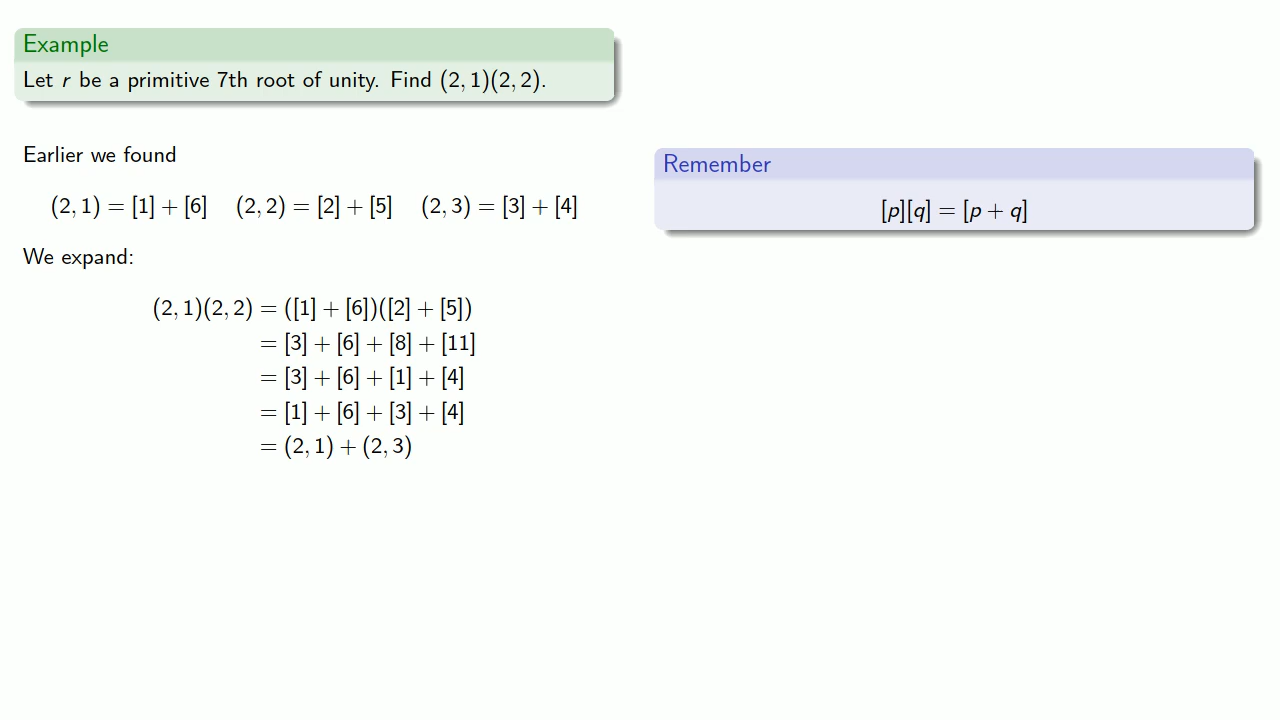 Example
Let r be a primitive 7th root of unity. Find (2, 1)(2, 2).
Earlier we found
(2, 1) = [1] + [6] (2, 2) = [2] + [5] (2, 3) = [3] + [4]
We expand:
(2, 1)(2, 2) = ([1] + [6])([2] + [5])
= [3] + [6] + [8] + [11]
= [3] + [6] + [1] + [4]
= [1] + [6] + [3] + [4]
= (2, 1) + (2, 3)
Remember
[p][q] = [p + q]